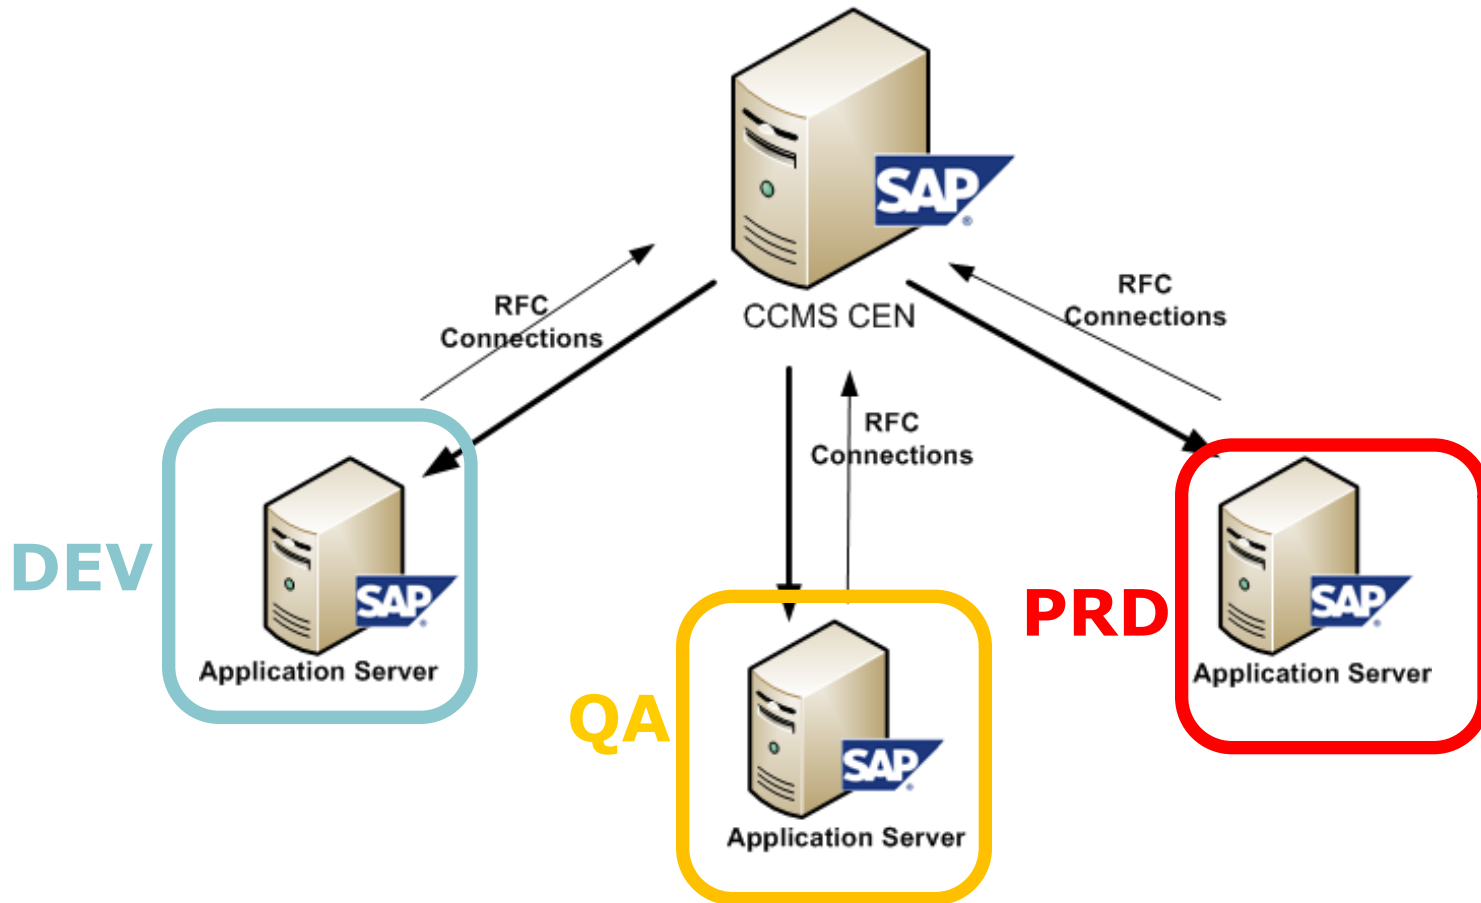 SAP
®
CCMS CEN
RFC
Connections
RFC
Connections
RFC
Connections
DEV
SAP
®
Application Server
QA
SAP
®
Application Server
PRD
SAP
®
Application Server